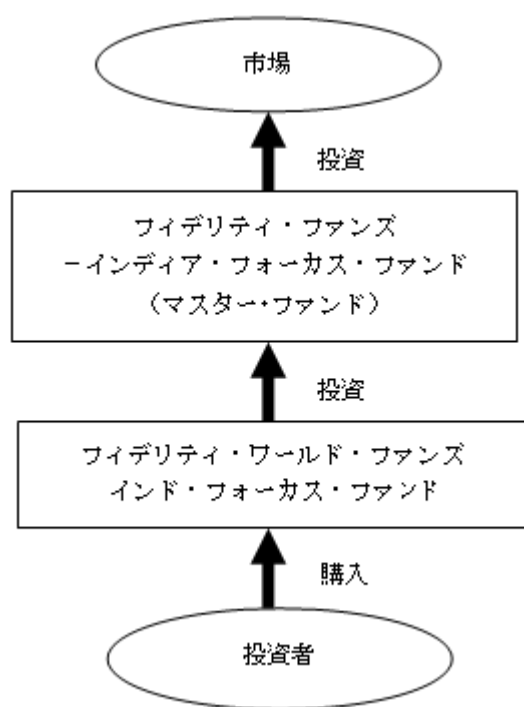 市場
投資
フィデリティ・ファンズ
－インディア・フォーカス・ファンド
（マスター・ファンド）
投資
フィデリティ・ワールド・ファンズ
インド・フォーカス・ファンド
購入
投資者